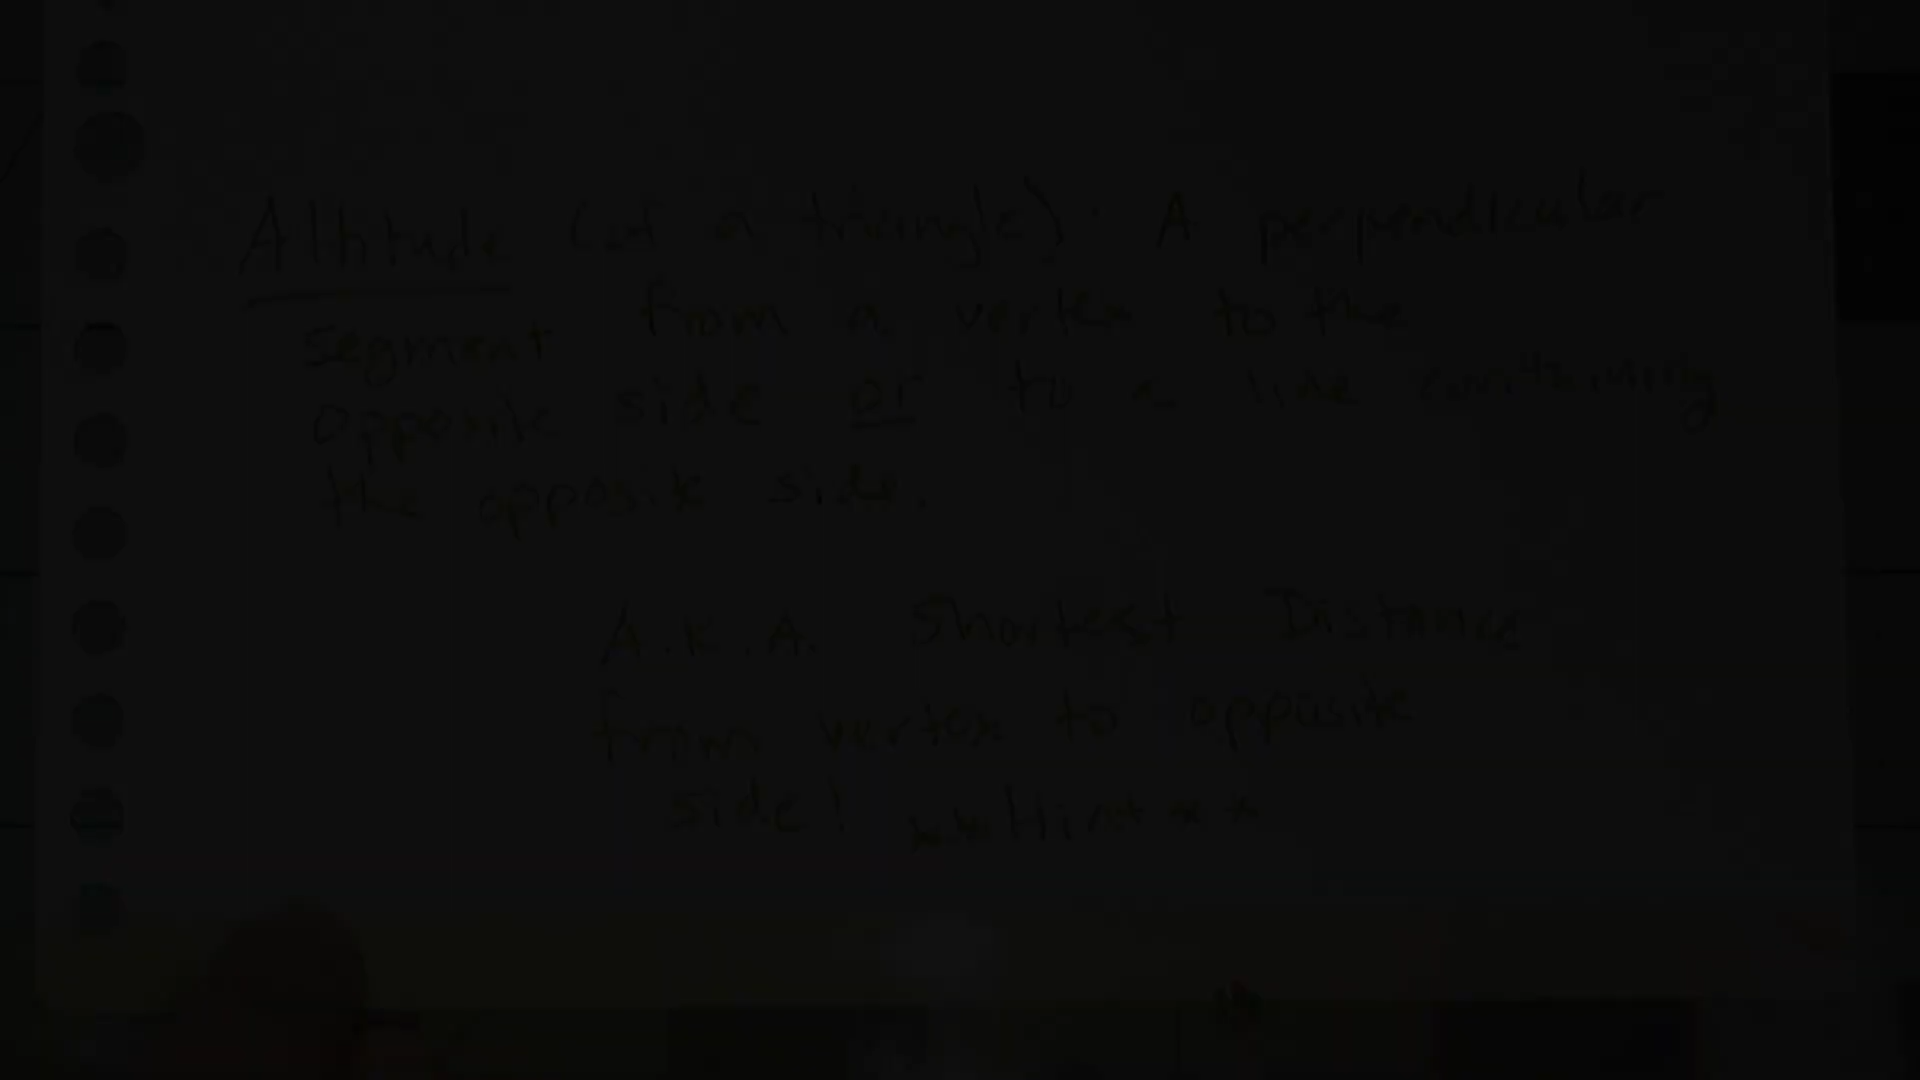 Altitude (of a triangle): A perpendicular
segment from a vertex to the
opposite side or to a line containing
the opposite side.
A.K.A. Shortest Distance
from vertex to opposite
side! **Hint**